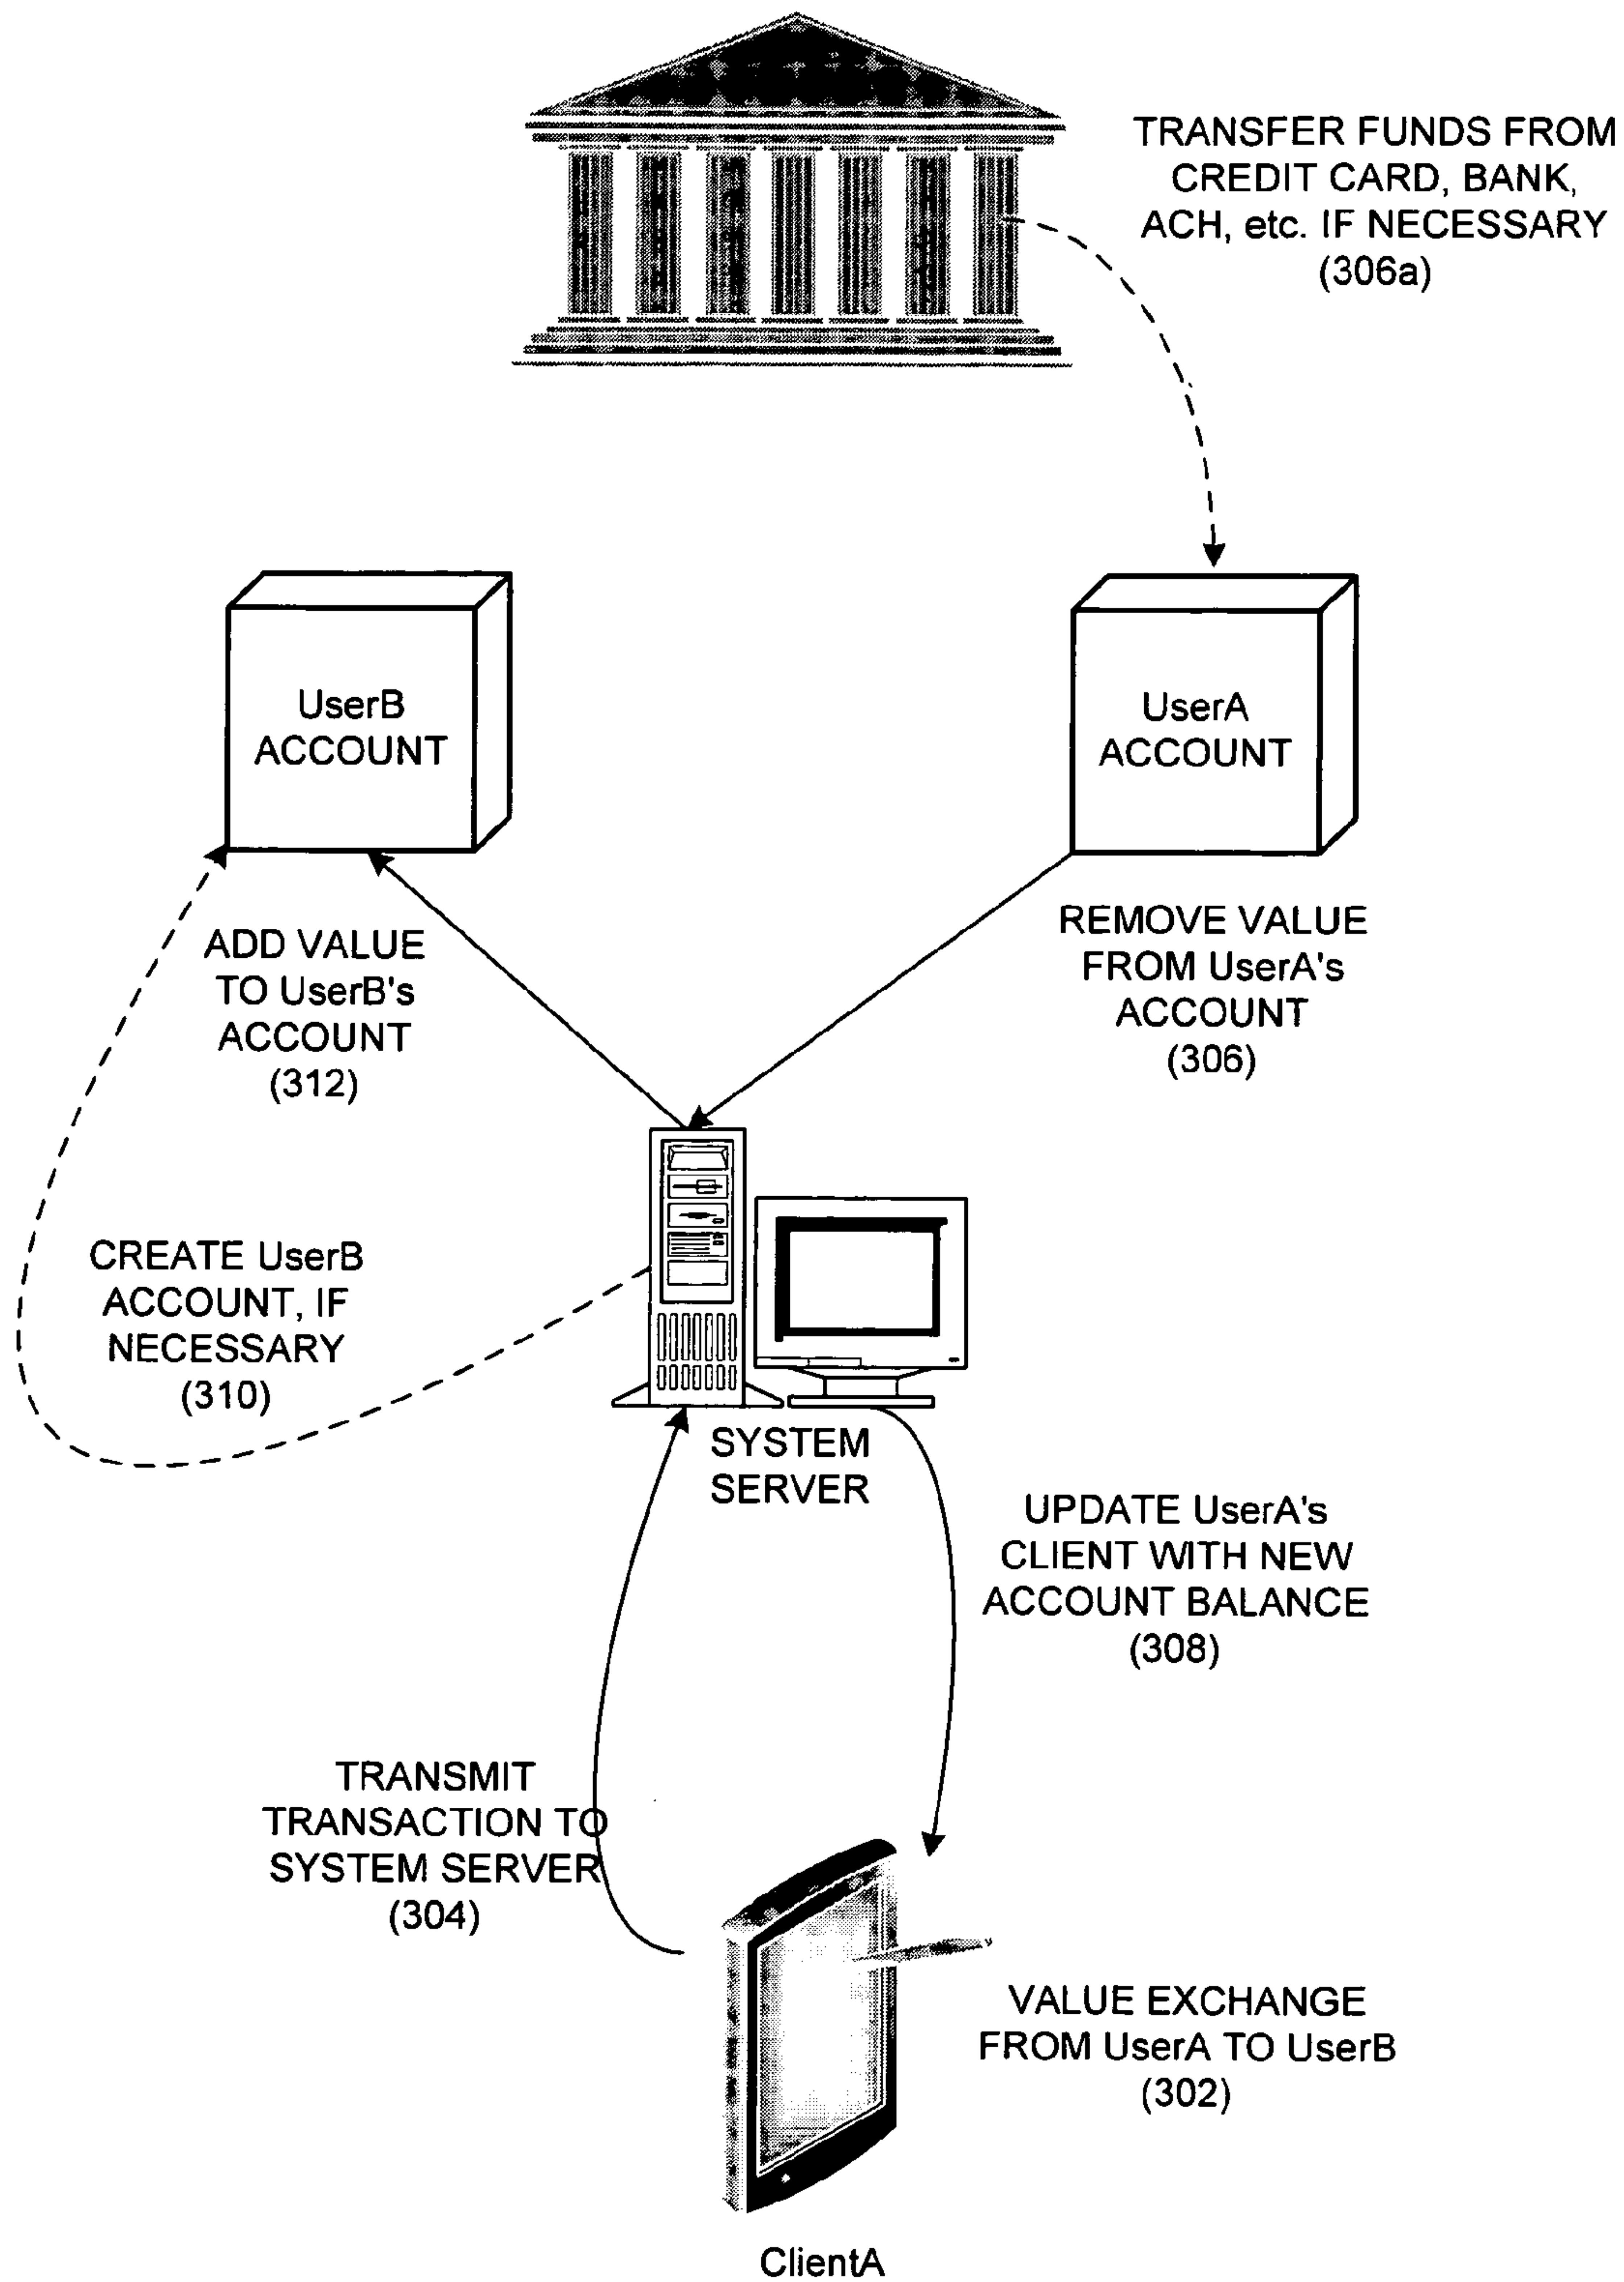 TRANSFER FUNDS FROM
CREDIT CARD, BANK,
ACH, etc. IF NECESSARY
(306a)
UserB
ACCOUNT
UserA
ACCOUNT
ADD VALUE
TO UserB's
ACCOUNT
(312)
REMOVE VALUE
FROM UserA's
ACCOUNT
(306)
CREATE UserB
ACCOUNT, IF
NECESSARY
(310)
SYSTEM
SERVER
UPDATE UserA's
CLIENT WITH NEW
ACCOUNT BALANCE
(308)
TRANSMIT
TRANSACTION TO
SYSTEM SERVER
(304)
VALUE EXCHANGE
FROM UserA TO UserB
(302)
ClientA